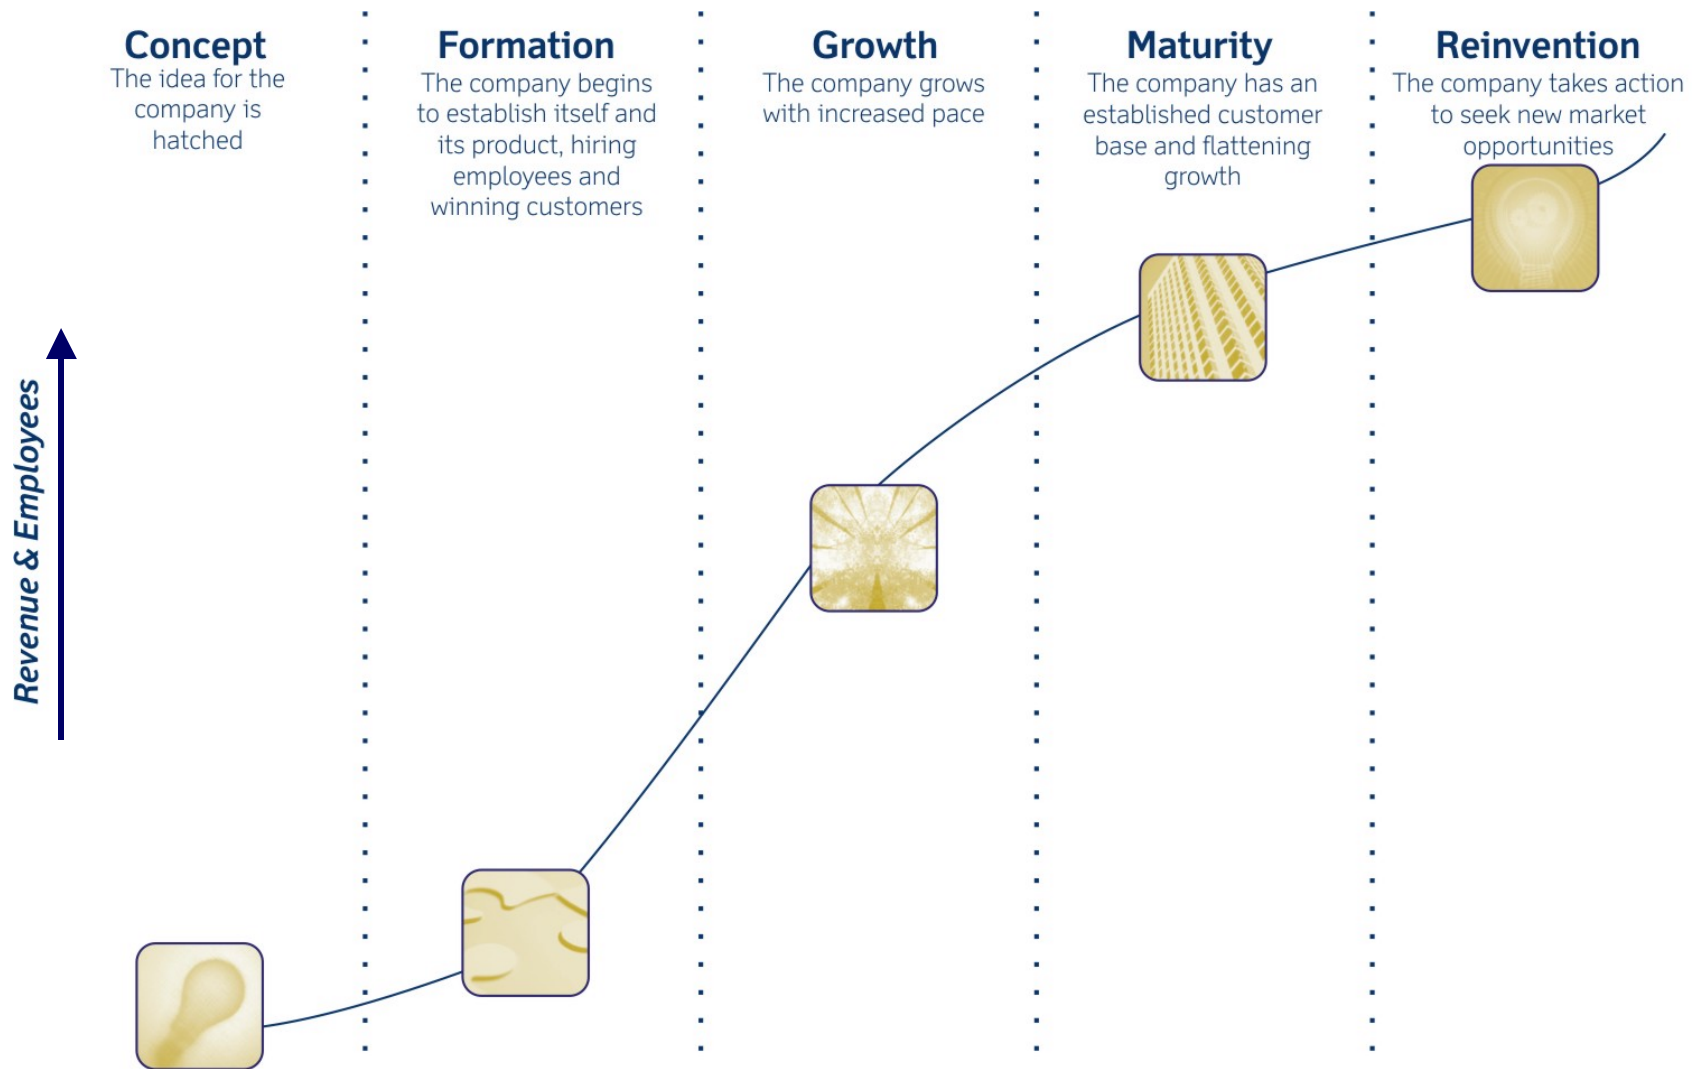 Concept
The idea for the
company is
hatched
Formation
The company begins
to establish itself and
its product, hiring
employees and
winning customers
Growth
The company grows
with increased pace
Maturity
The company has an
established customer
base and flattening
growth
Reinvention
The company takes action
to seek new market
opportunities
Revenue & Employees